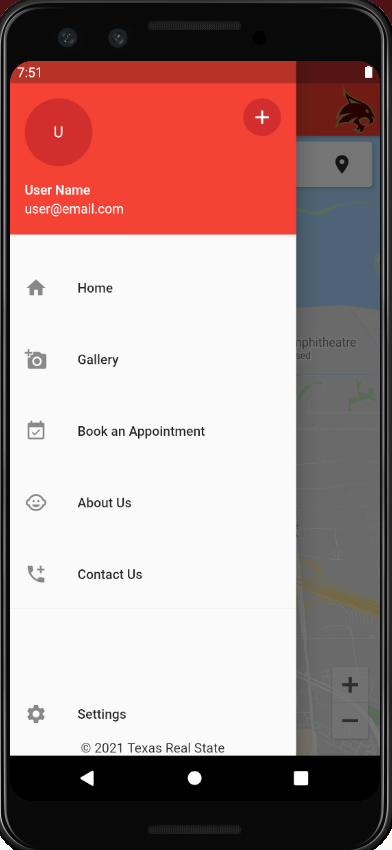 7:51
U
+
User Name
user@email.com
Home
Gallery
Book an Appointment
About Us
Contact Us
Settings
© 2021 Texas Real State
mphitheatre
sed
+
−